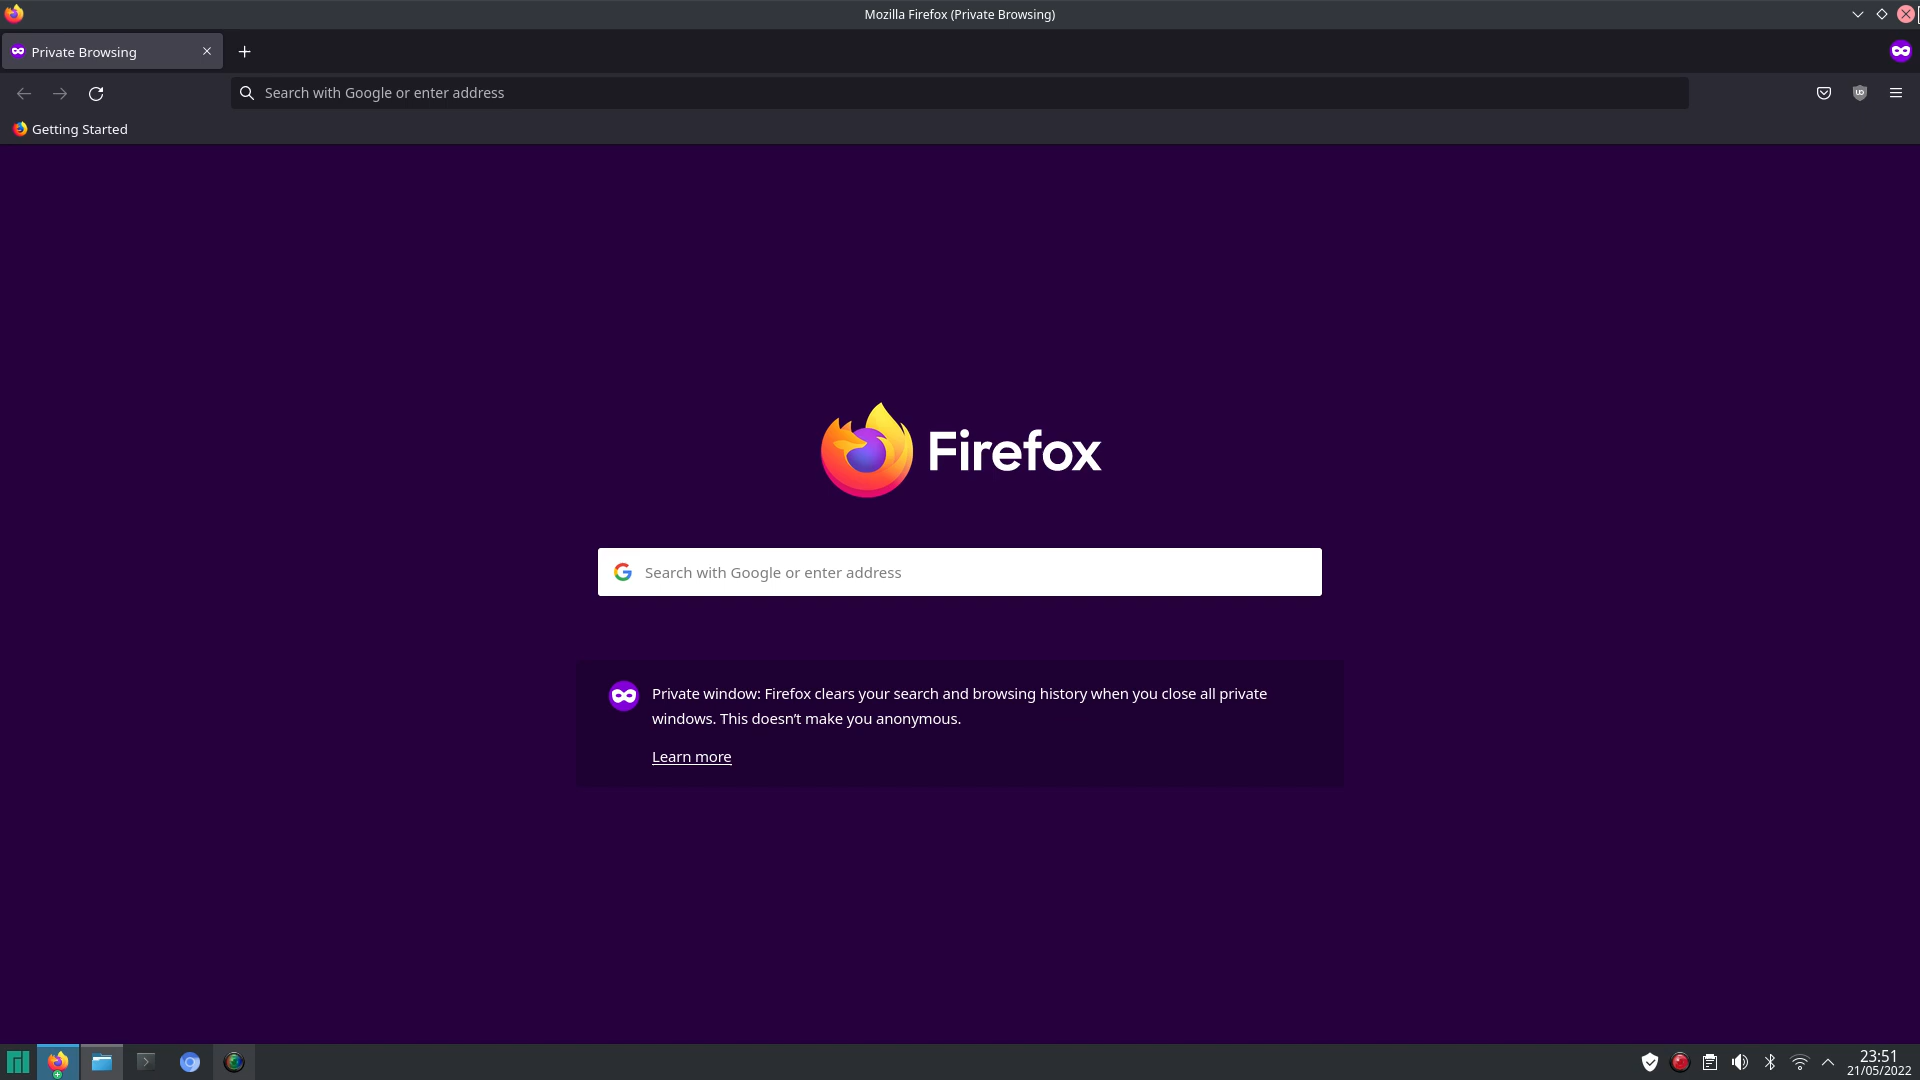 Mozilla Firefox (Private Browsing)
Private Browsing
Search with Google or enter address
Getting Started
Firefox
Search with Google or enter address
Private window: Firefox clears your search and browsing history when you close all private
windows. This doesn’t make you anonymous.
Learn more
23:51
21/05/2022